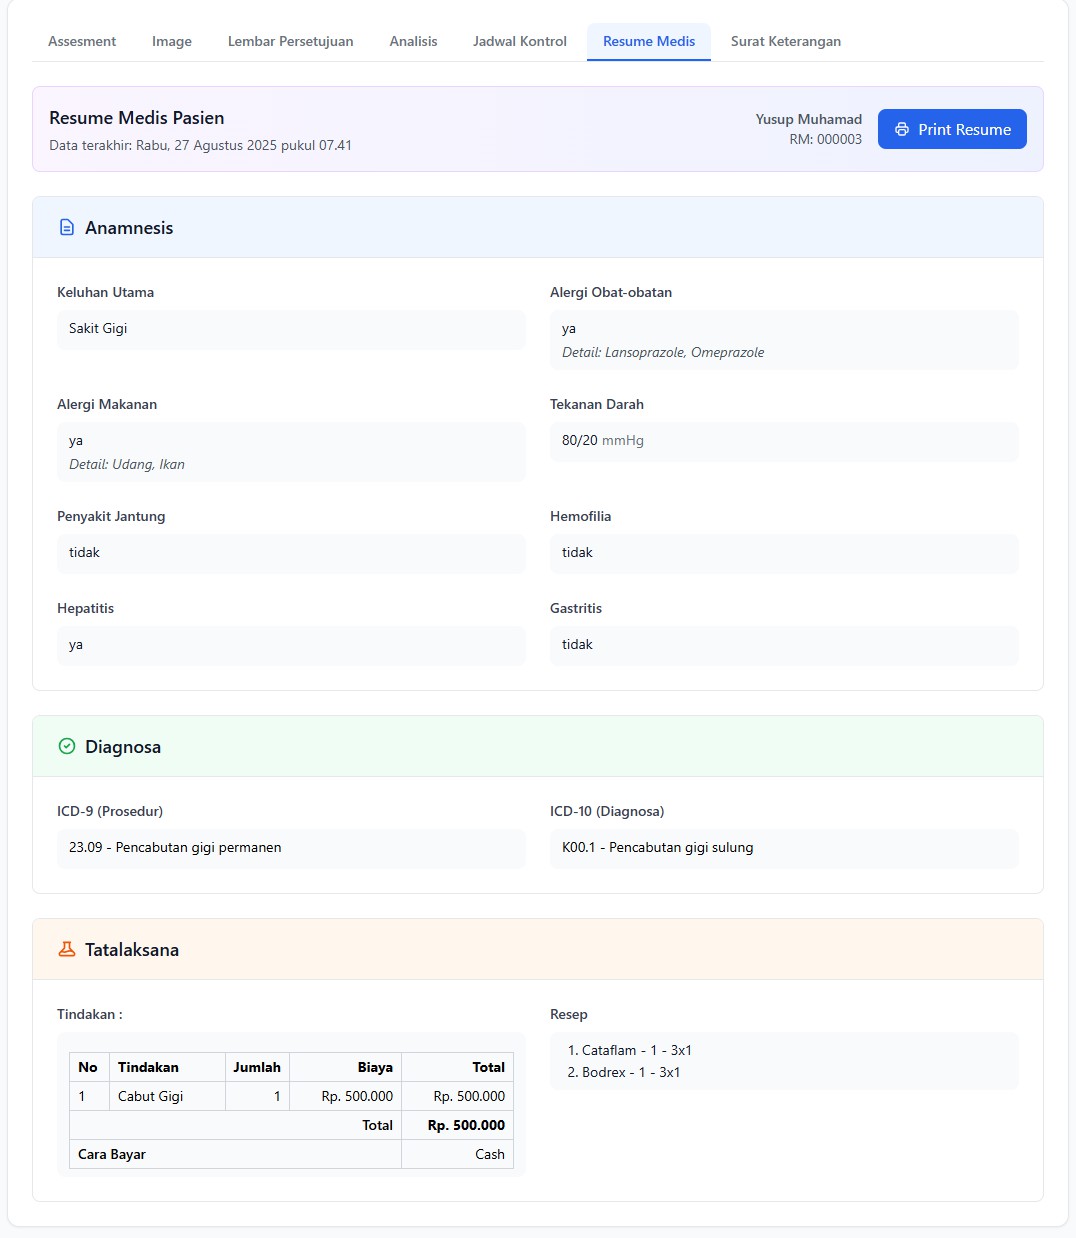 Assesment Image Lembar Persetujuan Analisis Jadwal Kontrol Resume Medis Surat Keterangan
Resume Medis Pasien
Data terakhir: Rabu, 27 Agustus 2025 pukul 07.41
Yusup Muhamad
RM: 000003
Print Resume
Anamnesis
Keluhan Utama
Sakit Gigi
Alergi Obat-obatan
ya
Detail: Lansoprazole, Omeprazole
Alergi Makanan
ya
Detail: Udang, Ikan
Tekanan Darah
80/20 mmHg
Penyakit Jantung
tidak
Hemofilia
tidak
Hepatitis
ya
Gastritis
tidak
Diagnosa
ICD-9 (Prosedur)
23.09 - Pencabutan gigi permanen
ICD-10 (Diagnosa)
K00.1 - Pencabutan gigi sulung
Tatalaksana
Tindakan :
No Tindakan Jumlah Biaya Total
1 Cabut Gigi 1 Rp. 500.000 Rp. 500.000
Total Rp. 500.000
Cara Bayar Cash
Resep
1. Cataflam - 1 - 3x1
2. Bodrex - 1 - 3x1